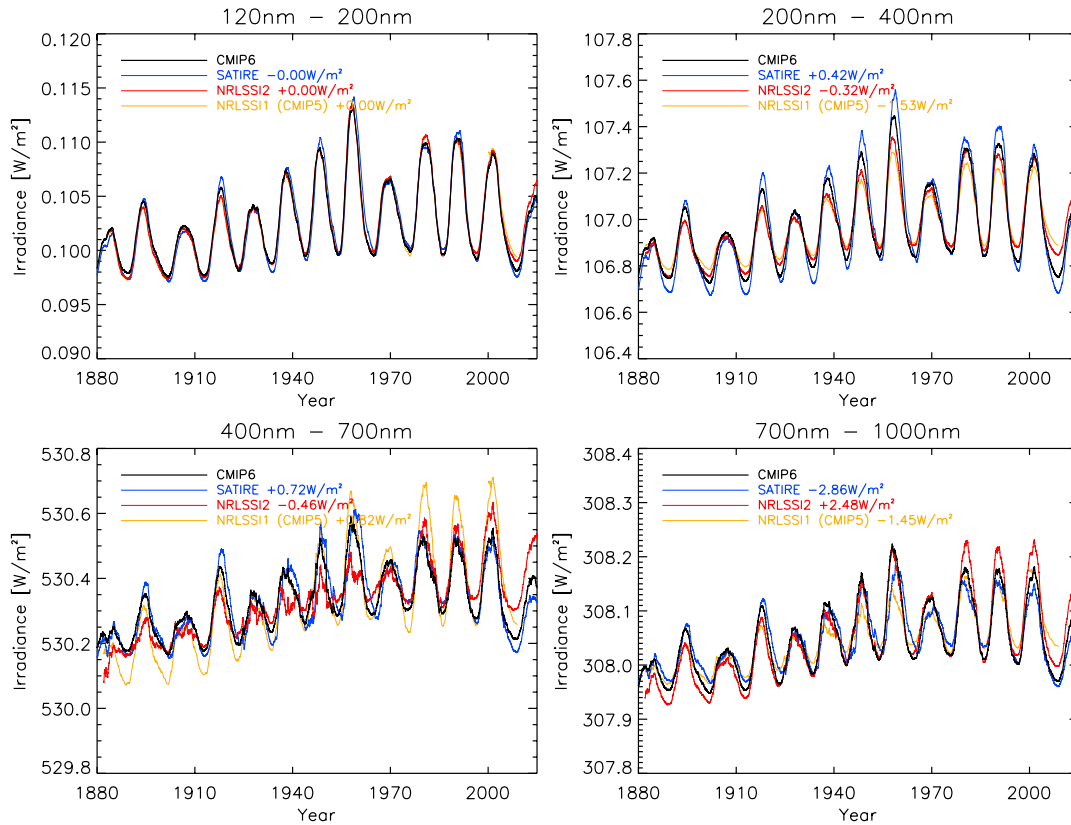 120nm – 200nm
0.120
0.115
0.110
0.105
0.100
0.095
0.090
Irradiance [W/m²]
CMIP6
SATIRE −0.00W/m²
NRLSSI2 +0.00W/m²
NRLSSI1 (CMIP5) +0.00W/m²
1880 1910 1940 1970 2000
Year
200nm – 400nm
107.8
107.6
107.4
107.2
107.0
106.8
106.6
106.4
Irradiance [W/m²]
CMIP6
SATIRE +0.42W/m²
NRLSSI2 −0.32W/m²
NRLSSI1 (CMIP5) 53W/m²
1880 1910 1940 1970 2000
Year
400nm – 700nm
530.8
530.6
530.4
530.2
530.0
529.8
Irradiance [W/m²]
CMIP6
SATIRE +0.72W/m²
NRLSSI2 −0.46W/m²
NRLSSI1 (CMIP5) 32W/m²
1880 1910 1940 1970 2000
Year
700nm – 1000nm
308.4
308.3
308.2
308.1
308.0
307.9
307.8
Irradiance [W/m²]
CMIP6
SATIRE −2.86W/m²
NRLSSI2 +2.48W/m²
NRLSSI1 (CMIP5) −1.45W/m²
1880 1910 1940 1970 2000
Year